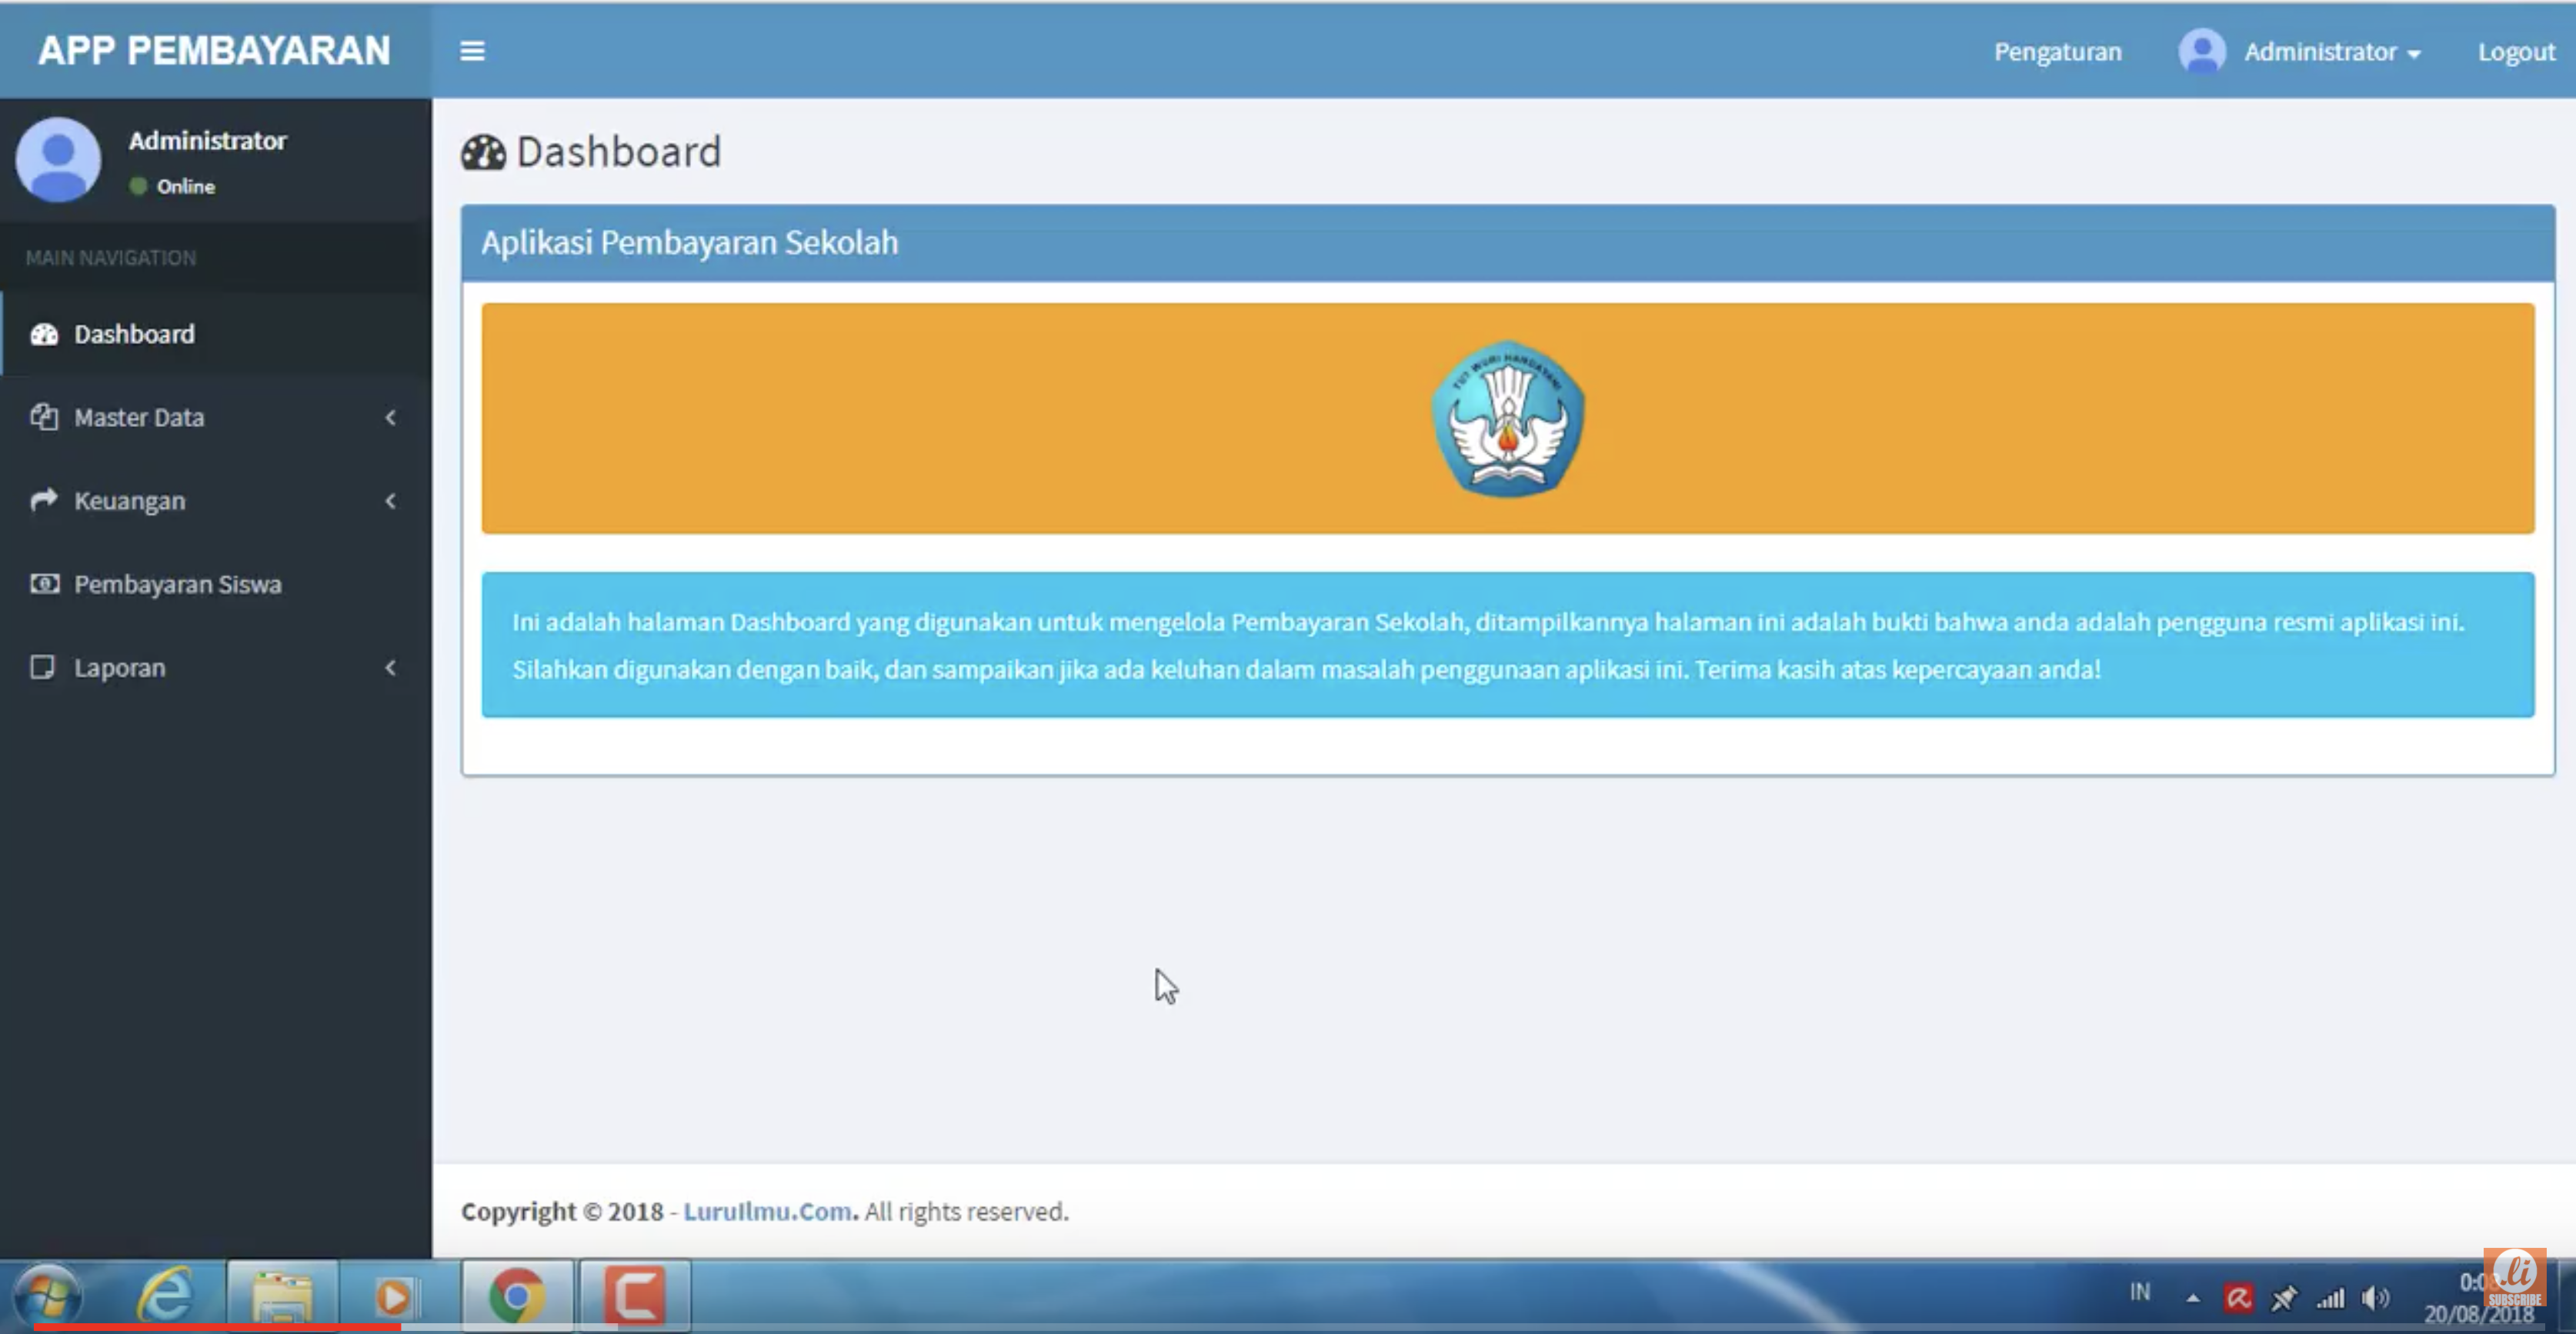 APP PEMBAYARAN
Pengaturan
Administrator
Logout
Administrator
Online
MAIN NAVIGATION
Dashboard
Master Data
Keuangan
Pembayaran Siswa
Laporan
Dashboard
Aplikasi Pembayaran Sekolah
TUT WURI HANDAYANI
Ini adalah halaman Dashboard yang digunakan untuk mengelola Pembayaran Sekolah, ditampilkannya halaman ini adalah bukti bahwa anda adalah pengguna resmi aplikasi ini.
Silahkan digunakan dengan baik, dan sampaikan jika ada keluhan dalam masalah penggunaan aplikasi ini. Terima kasih atas kepercayaan anda!
Copyright © 2018 - LuruIlmu.Com. All rights reserved.
IN
20/08/2018
li
SUBSCRIBE